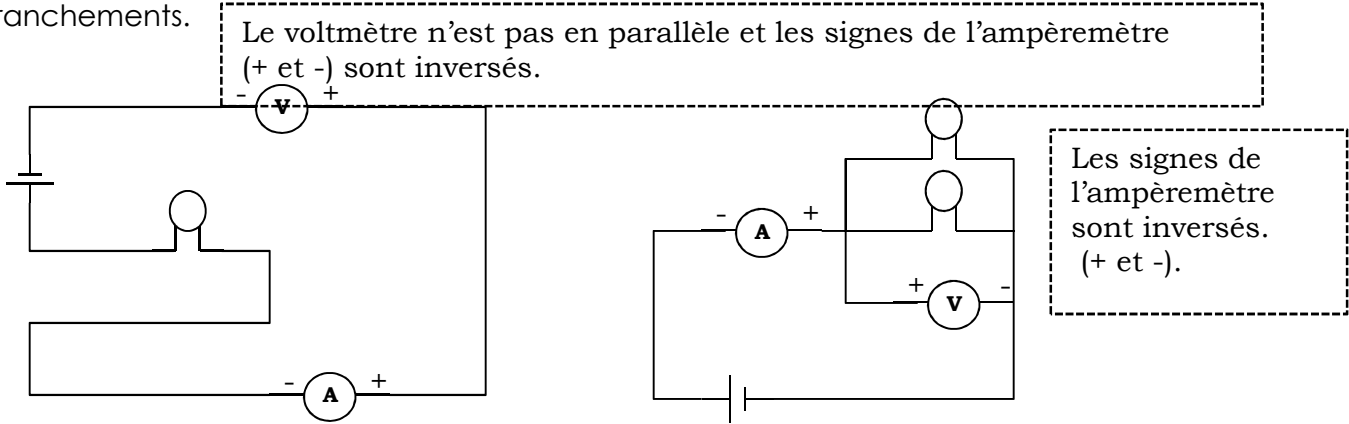 ranchements.
Le voltmètre n'est pas en parallèle et les signes de l'ampèremètre
(+ et -) sont inversés.
- V +
Les signes de
l'ampèremètre
sont inversés.
(+ et -).
- A +
+ V -
- A +